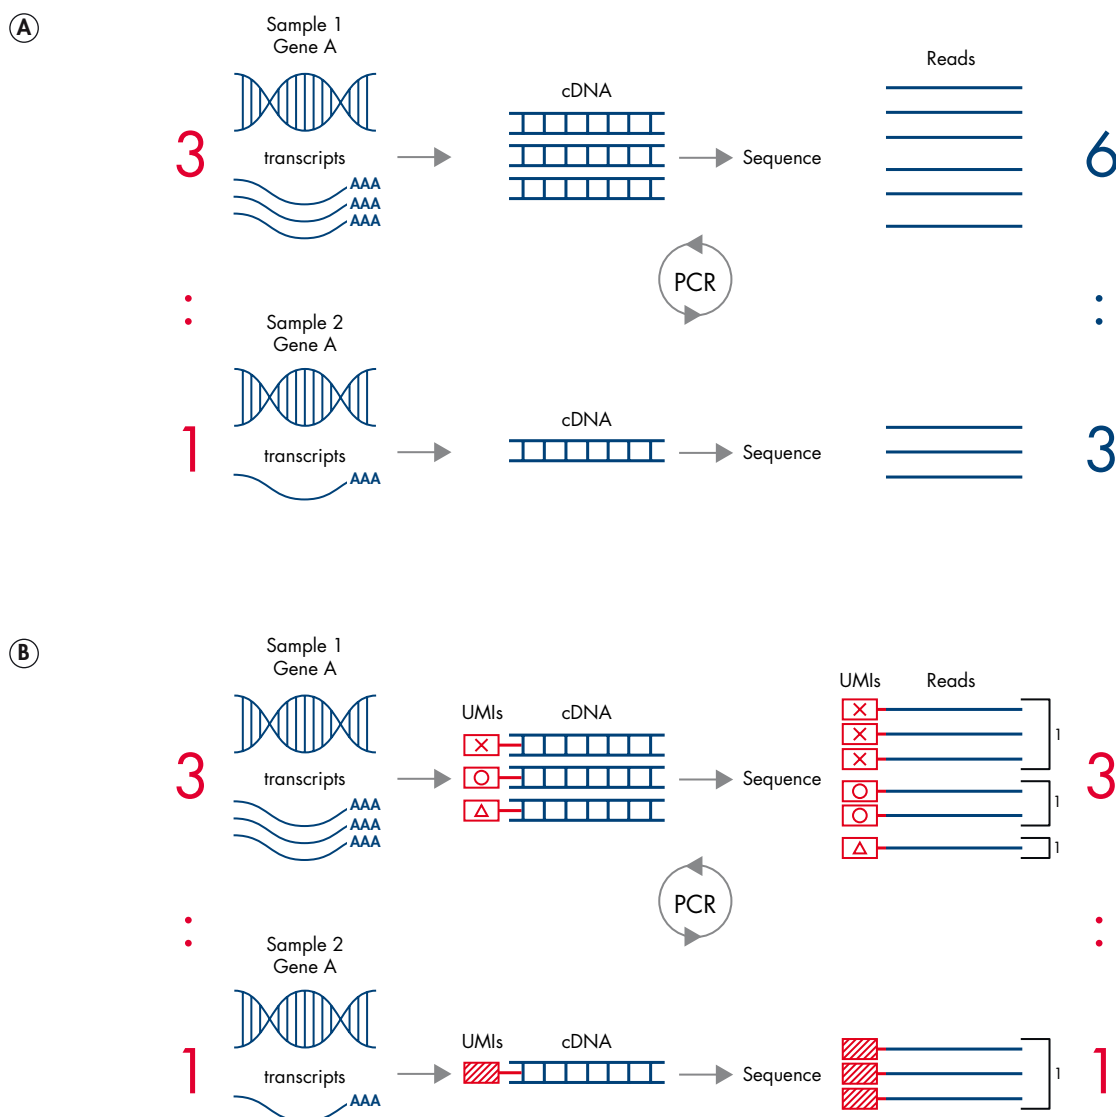 A
Sample 1
Gene A
transcripts
AAA
AAA
AAA
3
cDNA
Sequence
Reads
6
:
PCR
:
Sample 2
Gene A
transcripts
AAA
1
cDNA
Sequence
3
B
Sample 1
Gene A
transcripts
AAA
AAA
AAA
3
UMIs cDNA
Sequence
UMIs Reads
1
1
1
3
:
PCR
:
Sample 2
Gene A
transcripts
AAA
1
UMIs cDNA
Sequence
1
1